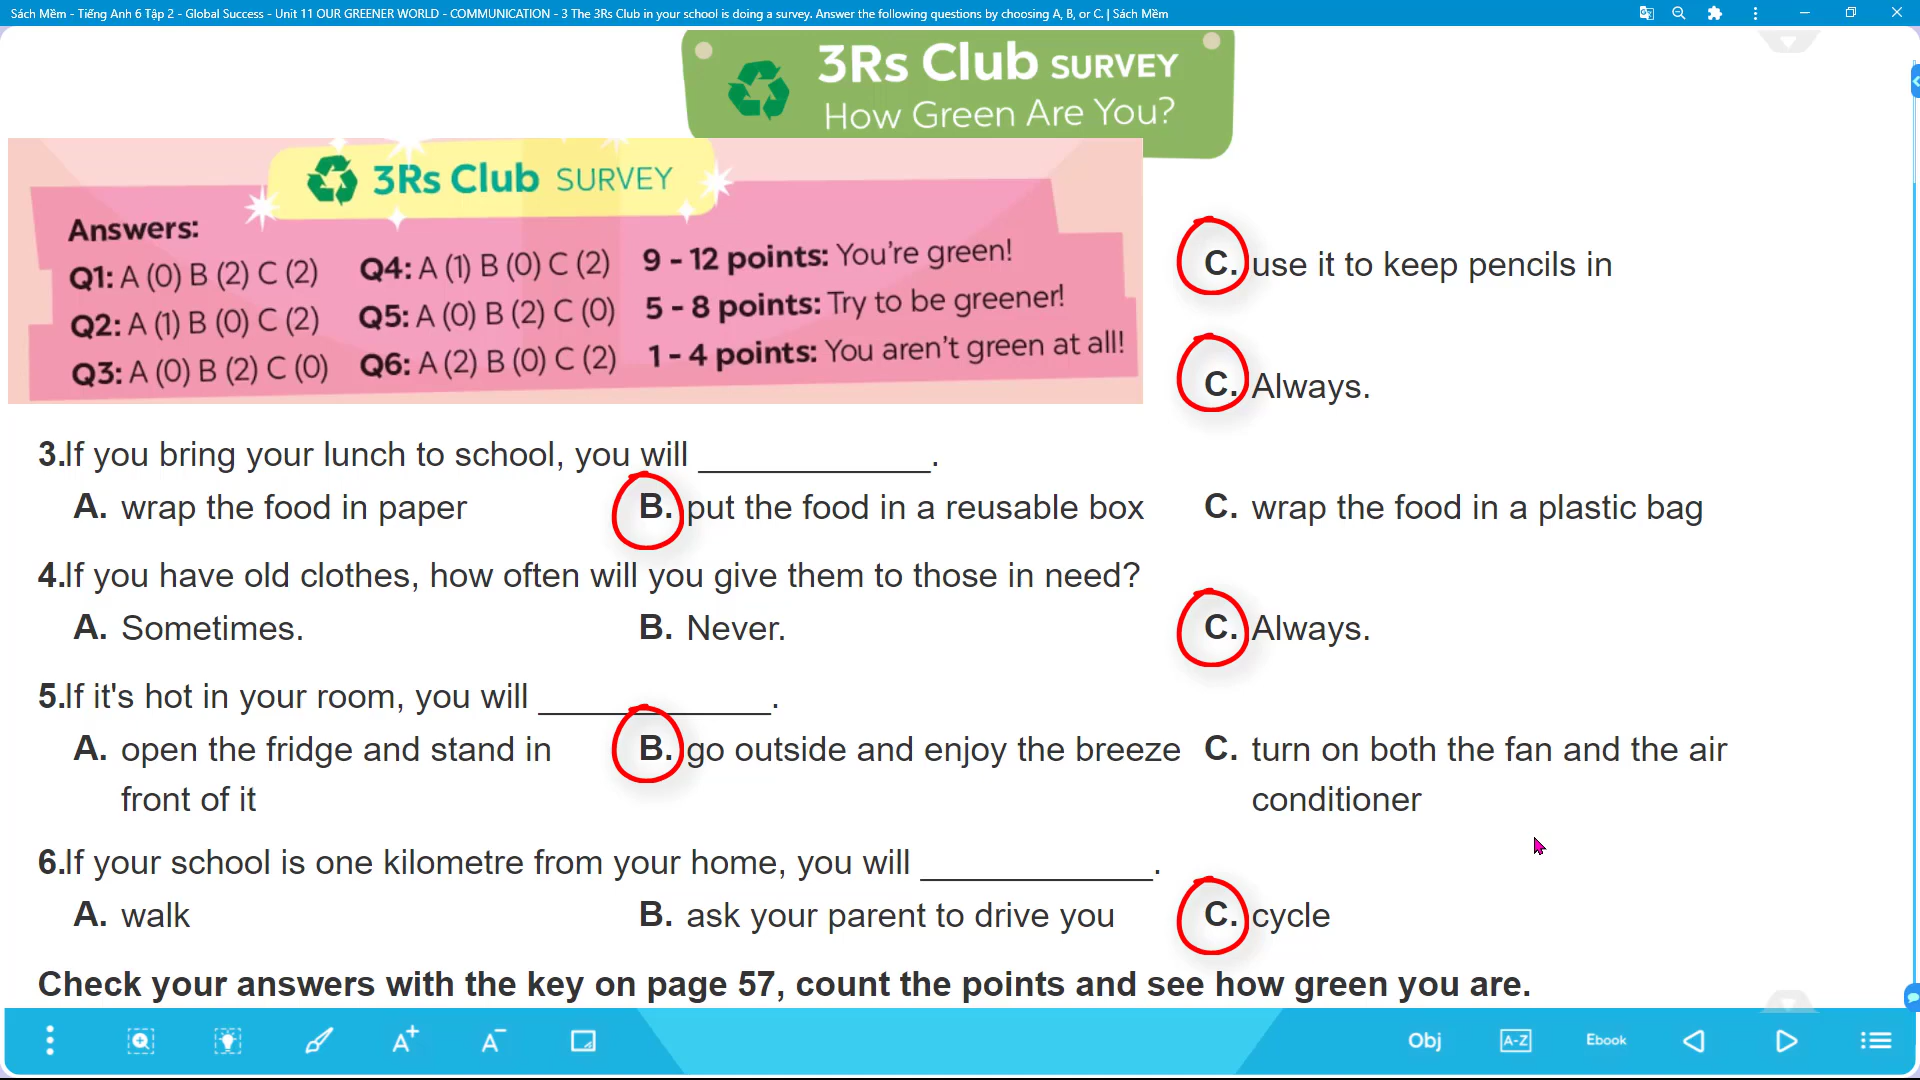 Sách Mềm - Tiếng Anh 6 Tập 2 - Global Success - Unit 11 OUR GREENER WORLD - COMMUNICATION - 3 The 3Rs Club in your school is doing a survey. Answer the following questions by choosing A, B, or C. | Sách Mềm
3Rs Club SURVEY
How Green Are You?
3Rs Club SURVEY
Answers:
Q1: A (0) B (2) C (2)
Q2: A (1) B (0) C (2)
Q3: A (0) B (2) C (0)
Q4: A (1) B (0) C (2)
Q5: A (0) B (2) C (0)
Q6: A (2) B (0) C (2)
9 - 12 points: You're green!
5 - 8 points: Try to be greener!
1 - 4 points: You aren't green at all!
C. use it to keep pencils in
C. Always.
3.If you bring your lunch to school, you will _____________.
A. wrap the food in paper B. put the food in a reusable box C. wrap the food in a plastic bag
4.If you have old clothes, how often will you give them to those in need?
A. Sometimes. B. Never. C. Always.
5.If it's hot in your room, you will _____________.
A. open the fridge and stand in front of it B. go outside and enjoy the breeze C. turn on both the fan and the air conditioner
6.If your school is one kilometre from your home, you will _____________.
A. walk B. ask your parent to drive you C. cycle
Check your answers with the key on page 57, count the points and see how green you are.
A+ A- Obj A-Z Ebook